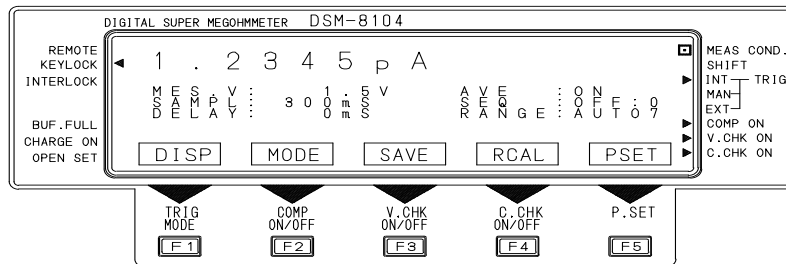 DIGITAL SUPER MEGOHMMETER DSM-8104
REMOTE
KEYLOCK
INTERLOCK
BUF.FULL
CHARGE ON
OPEN SET
1.2345pA
MES.V: 1.5V AVE :ON
SAMPL: 300mS SEQ :OFF:0
DELAY: 0mS RANGE:AUTO7
DISP MODE SAVE RCAL PSET
MEAS COND.
SHIFT
INT TRIG
MAN
EXT
COMP ON
V.CHK ON
C.CHK ON
TRIG MODE
COMP ON/OFF
V.CHK ON/OFF
C.CHK ON/OFF
P.SET
F1 F2 F3 F4 F5